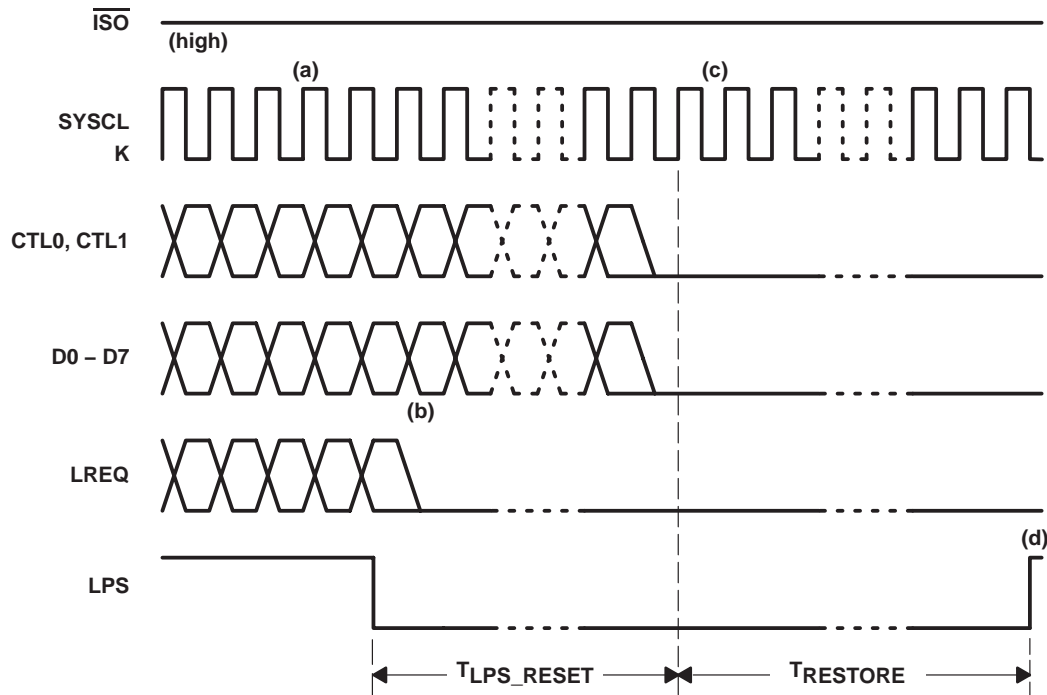 ISO
(high)
(a)
(c)
SYSCL
K
CTL0, CTL1
D0 – D7
(b)
LREQ
(d)
LPS
TLPS_RESET
TRESTORE